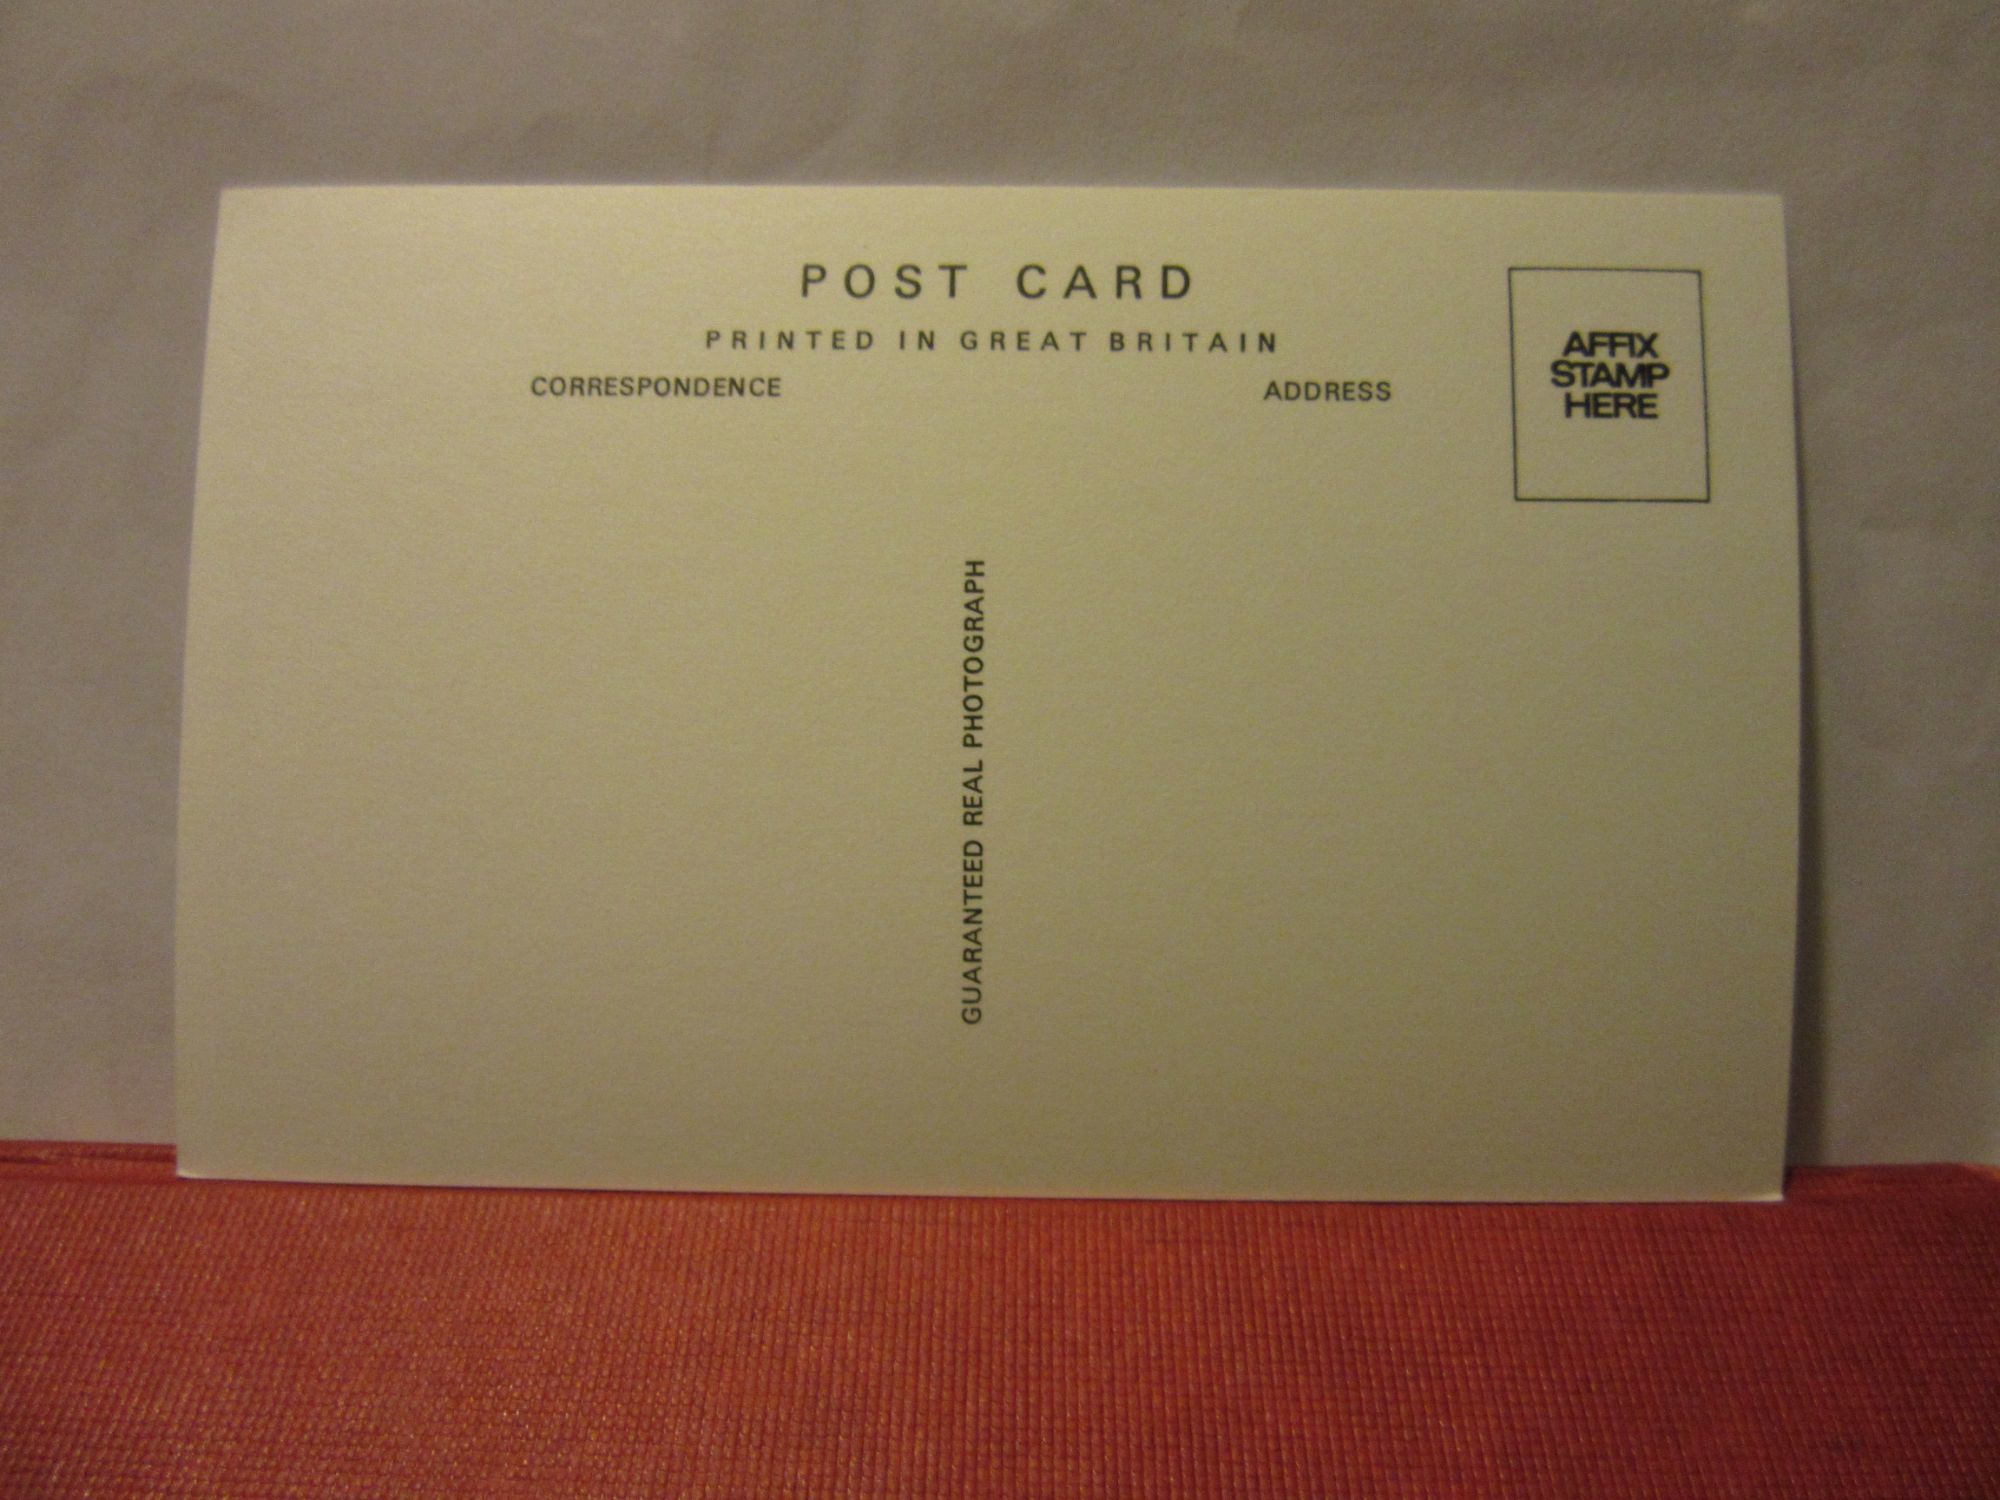 POST CARD
PRINTED IN GREAT BRITAIN
CORRESPONDENCE
ADDRESS
AFFIX
STAMP
HERE
GUARANTEED REAL PHOTOGRAPH